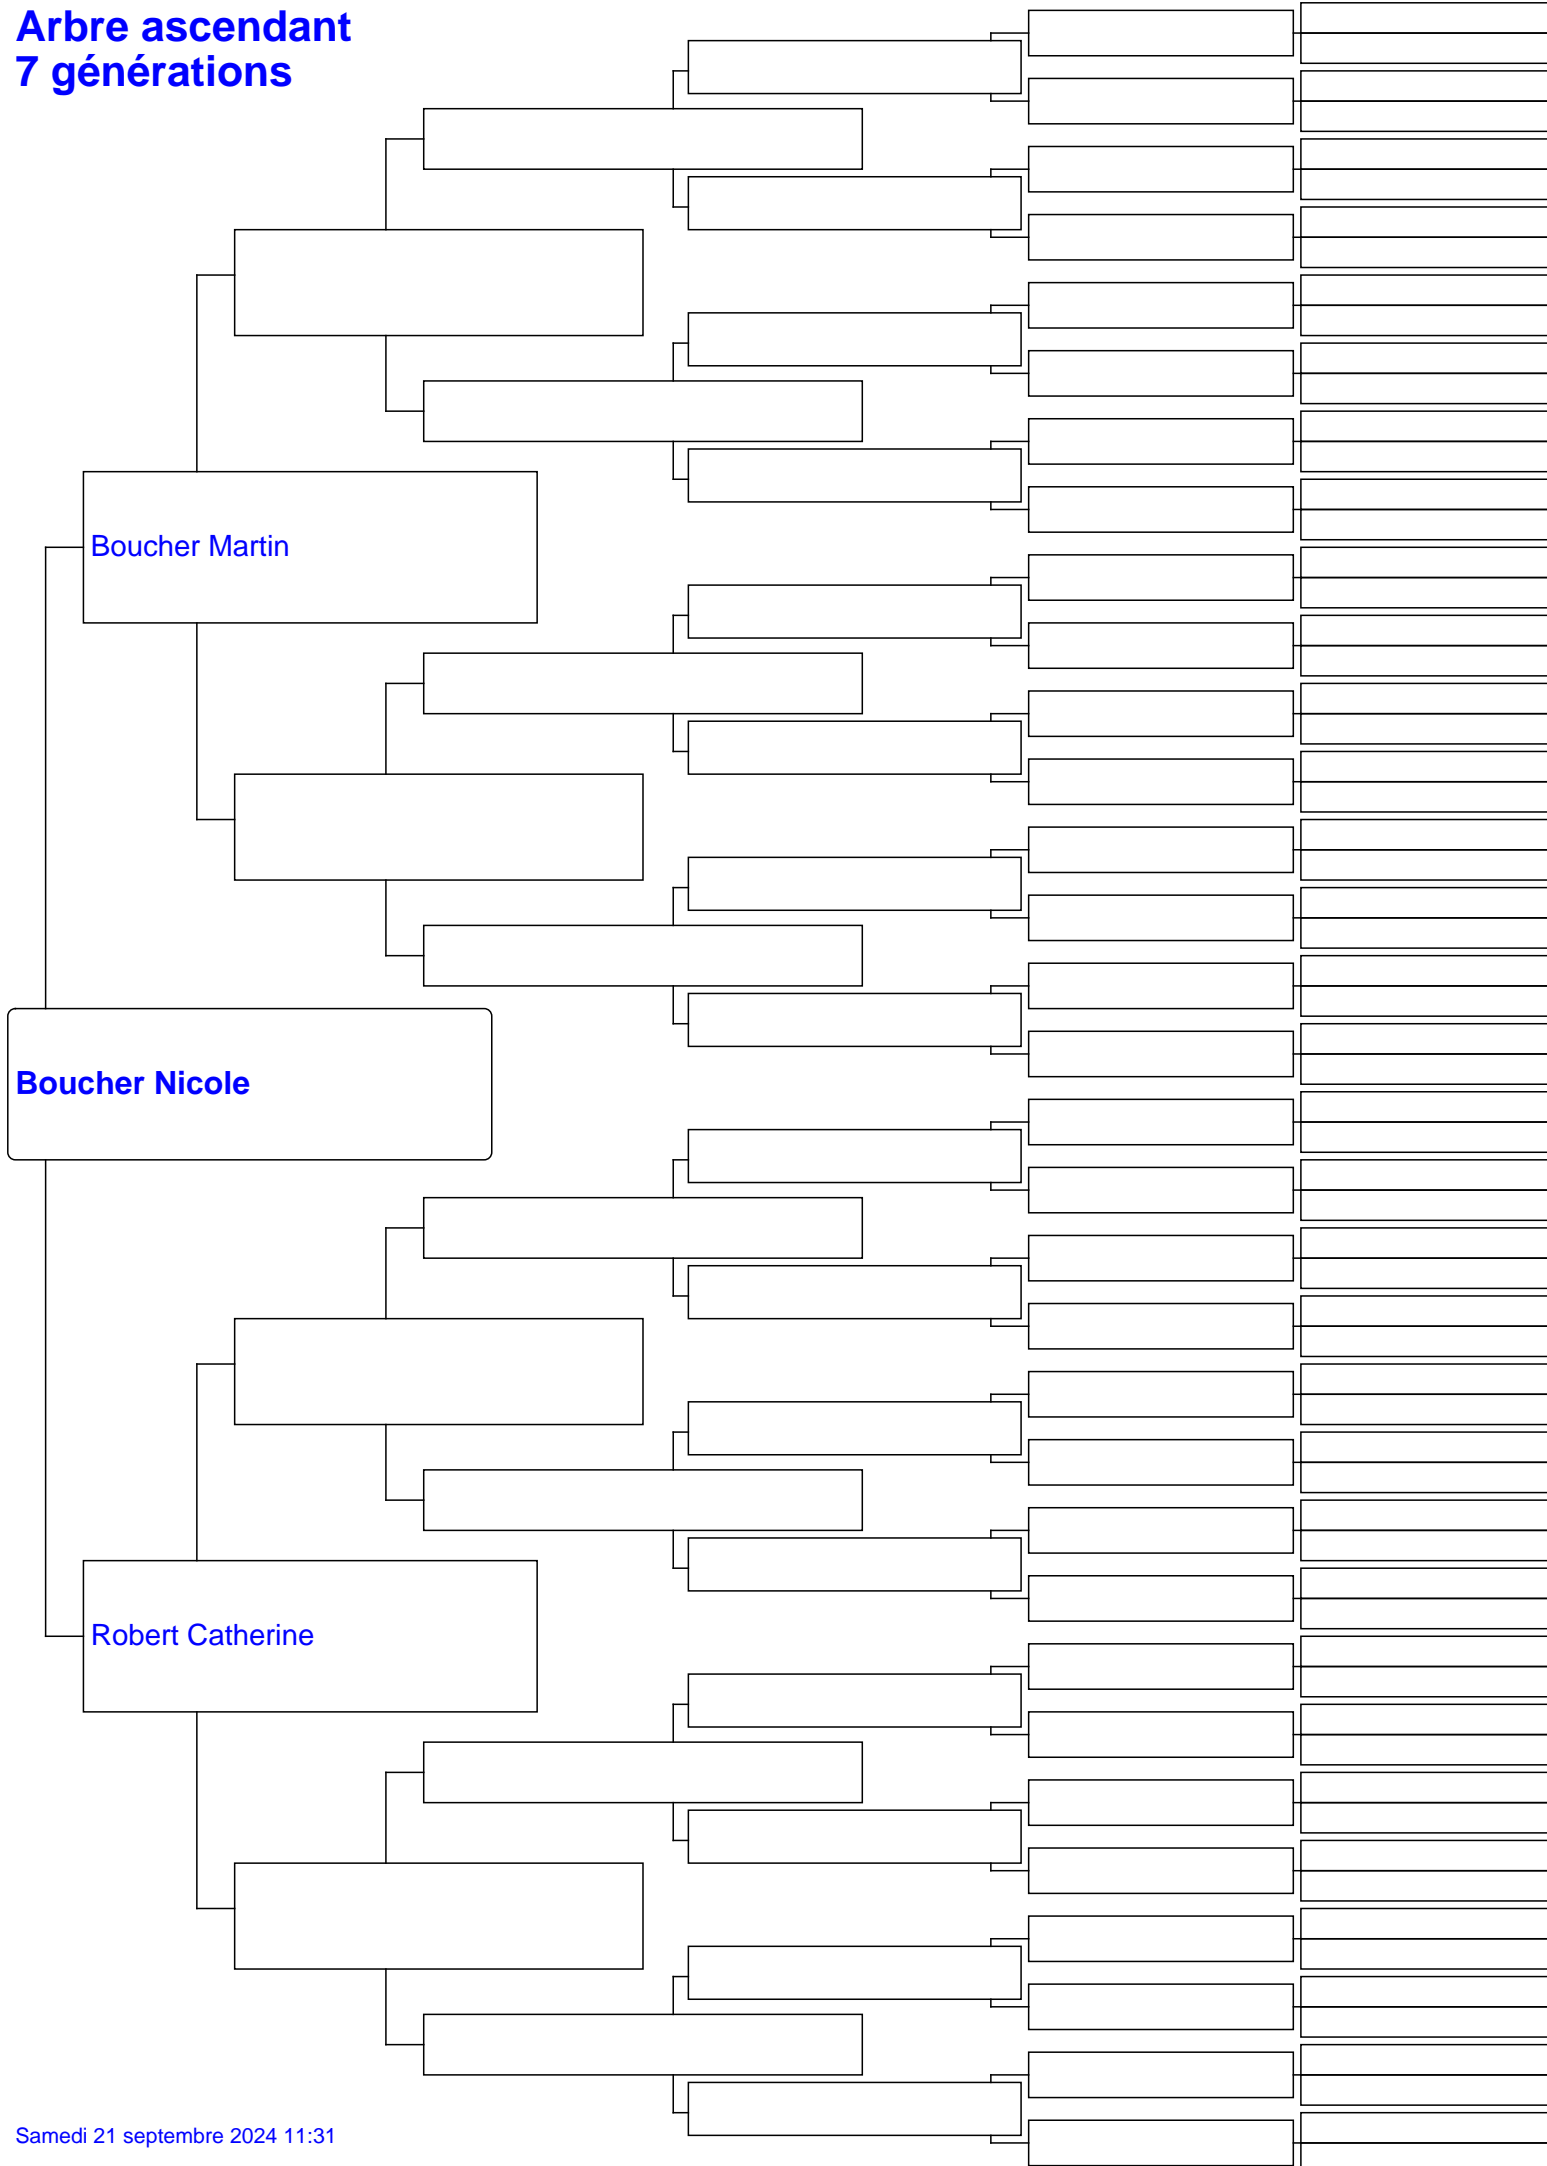 Arbre ascendant
7 générations
Boucher Martin
Boucher Nicole
Robert Catherine
Samedi 21 septembre 2024 11:31